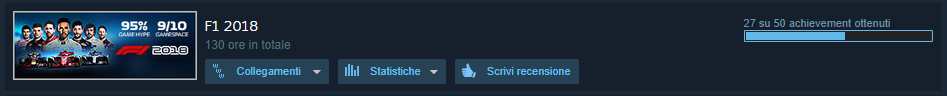 95% 9/10
GAME HYPE GAMESPACE
F1 2018
F1 2018
130 ore in totale
Collegamenti
Statistiche
Scrivi recensione
27 su 50 achievement ottenuti